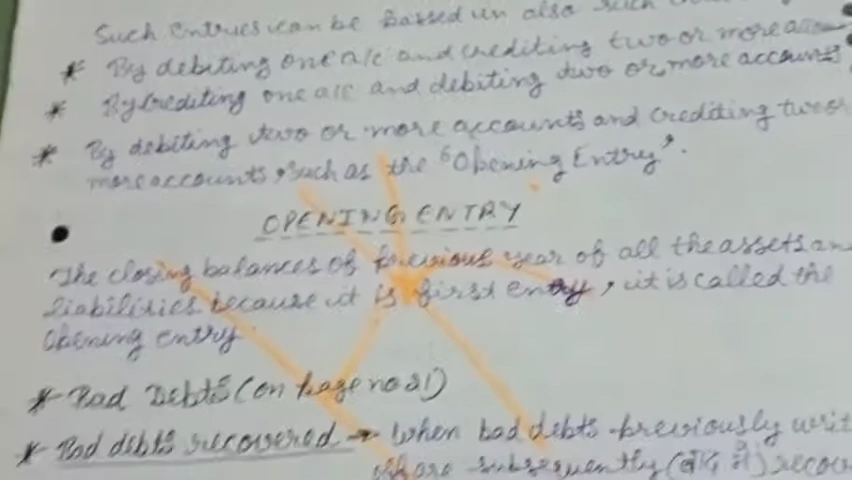 Such entries can be passed in also such
* By debiting one a/c and crediting two or more
* By crediting one a/c and debiting two or more accounts
* By debiting two or more accounts and crediting two or
more accounts, such as the "Opening Entry".
OPENING ENTRY
The closing balances of previous year of all the assets an
liabilities because it is first entry, it is called the
Opening entry.
* Bad Debts (on page no 21)
* Bad debts recovered → When bad debts previously writ
subsequently (बाद में) recov